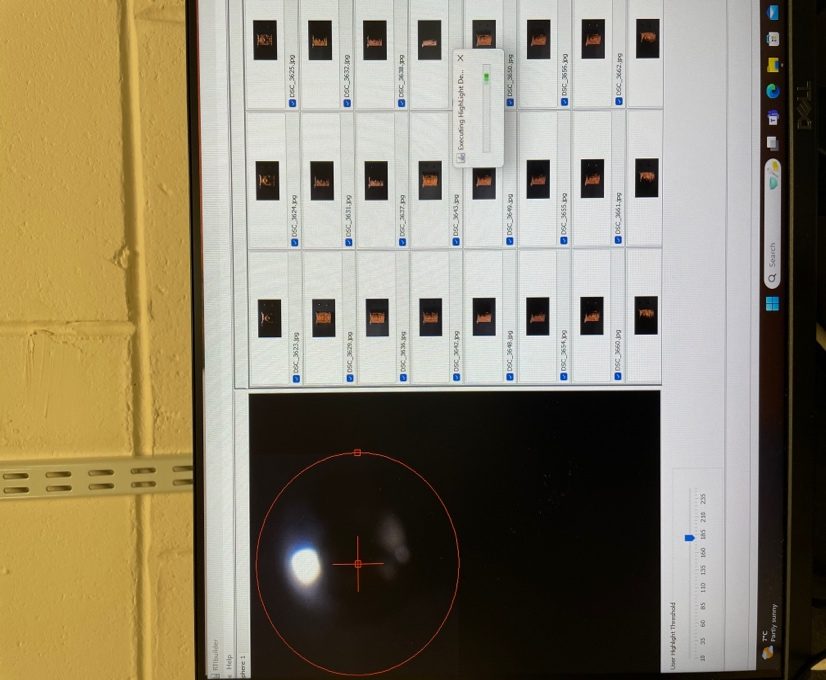 RTIBuilder
Help
Sphere 1
DSC_3623.jpg
DSC_3624.jpg
DSC_3625.jpg
DSC_3629.jpg
DSC_3631.jpg
DSC_3632.jpg
DSC_3636.jpg
DSC_3637.jpg
DSC_3638.jpg
DSC_3642.jpg
DSC_3643.jpg
Executing HighLight De...
DSC_3648.jpg
DSC_3649.jpg
DSC_3650.jpg
DSC_3654.jpg
DSC_3655.jpg
DSC_3656.jpg
DSC_3660.jpg
DSC_3661.jpg
DSC_3662.jpg
User Highlight Threshold
10 35 60 85 110 135 160 185 210 235
7°C
Partly sunny
Search
DELL